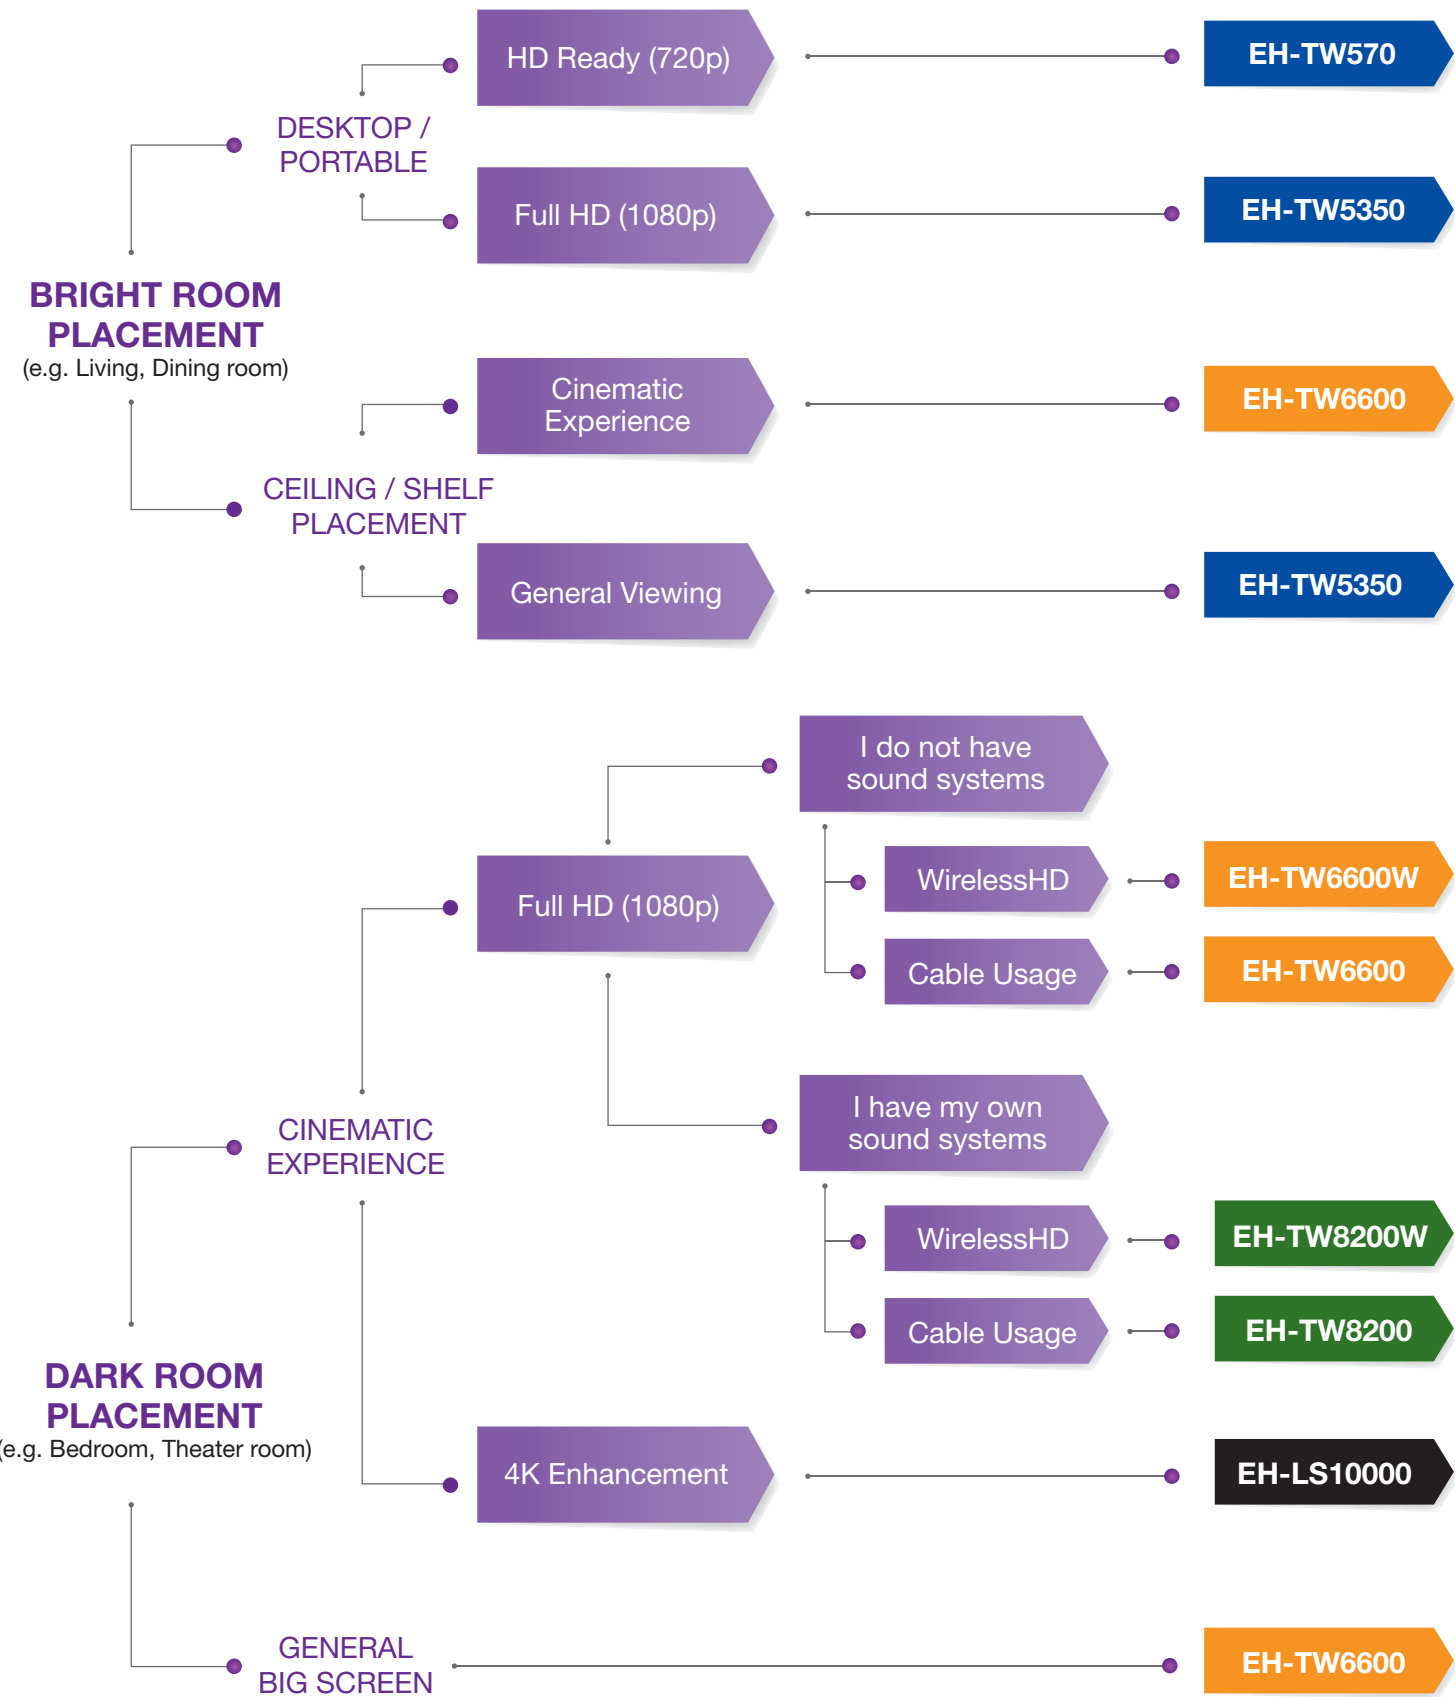 HD Ready (720p)
EH-TW570
DESKTOP /
PORTABLE
Full HD (1080p)
EH-TW5350
BRIGHT ROOM
PLACEMENT
(e.g. Living, Dining room)
Cinematic
Experience
EH-TW6600
CEILING / SHELF
PLACEMENT
General Viewing
EH-TW5350
I do not have
sound systems
Full HD (1080p)
WirelessHD
EH-TW6600W
Cable Usage
EH-TW6600
I have my own
sound systems
CINEMATIC
EXPERIENCE
WirelessHD
EH-TW8200W
Cable Usage
EH-TW8200
DARK ROOM
PLACEMENT
(e.g. Bedroom, Theater room)
4K Enhancement
EH-LS10000
GENERAL
BIG SCREEN
EH-TW6600